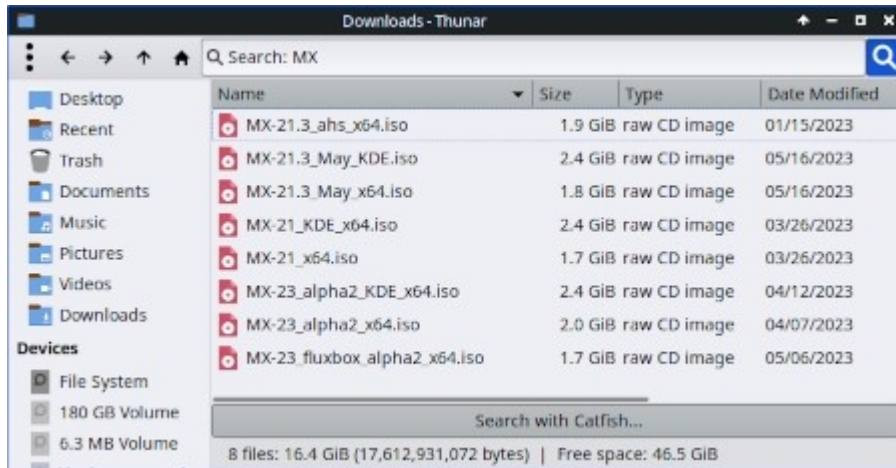 Downloads - Thunar
Search: MX
Desktop
Recent
Trash
Documents
Music
Pictures
Videos
Downloads
Devices
File System
180 GB Volume
6.3 MB Volume
Name Size Type Date Modified
MX-21.3_ahs_x64.iso 1.9 GiB raw CD image 01/15/2023
MX-21.3_May_KDE.iso 2.4 GiB raw CD image 05/16/2023
MX-21.3_May_x64.iso 1.8 GiB raw CD image 05/16/2023
MX-21_KDE_x64.iso 2.4 GiB raw CD image 03/26/2023
MX-21_x64.iso 1.7 GiB raw CD image 03/26/2023
MX-23_alpha2_KDE_x64.iso 2.4 GiB raw CD image 04/12/2023
MX-23_alpha2_x64.iso 2.0 GiB raw CD image 04/07/2023
MX-23_fluxbox_alpha2_x64.iso 1.7 GiB raw CD image 05/06/2023
Search with Catfish...
8 files: 16.4 GiB (17,612,931,072 bytes) | Free space: 46.5 GiB